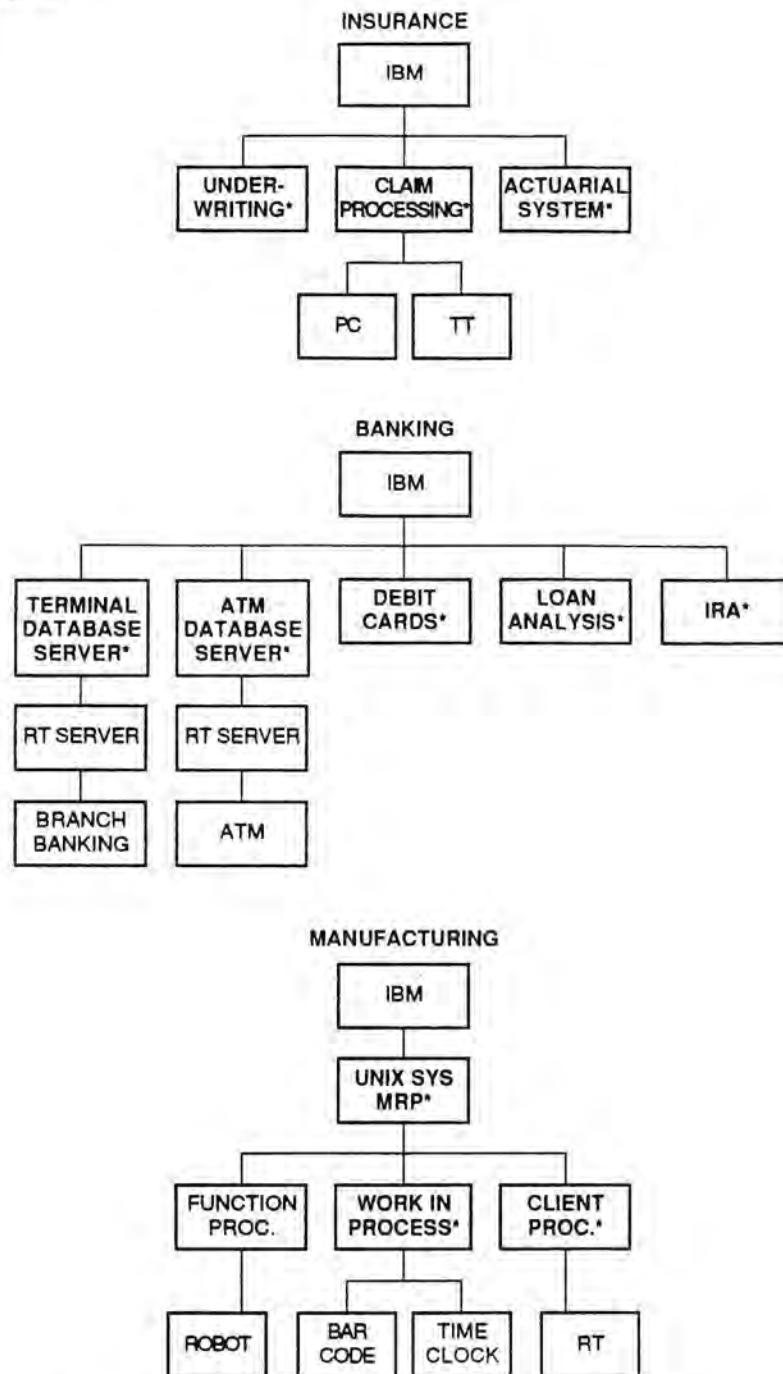 INSURANCE
IBM
UNDER-
WRITING*
CLAIM
PROCESSING*
ACTUARIAL
SYSTEM*
PC
TT
BANKING
IBM
TERMINAL
DATABASE
SERVER*
ATM
DATABASE
SERVER*
DEBIT
CARDS*
LOAN
ANALYSIS*
IRA*
RT SERVER
RT SERVER
BRANCH
BANKING
ATM
MANUFACTURING
IBM
UNIX SYS
MRP*
FUNCTION
PROC.
WORK IN
PROCESS*
CLIENT
PROC.*
ROBOT
BAR
CODE
TIME
CLOCK
RT